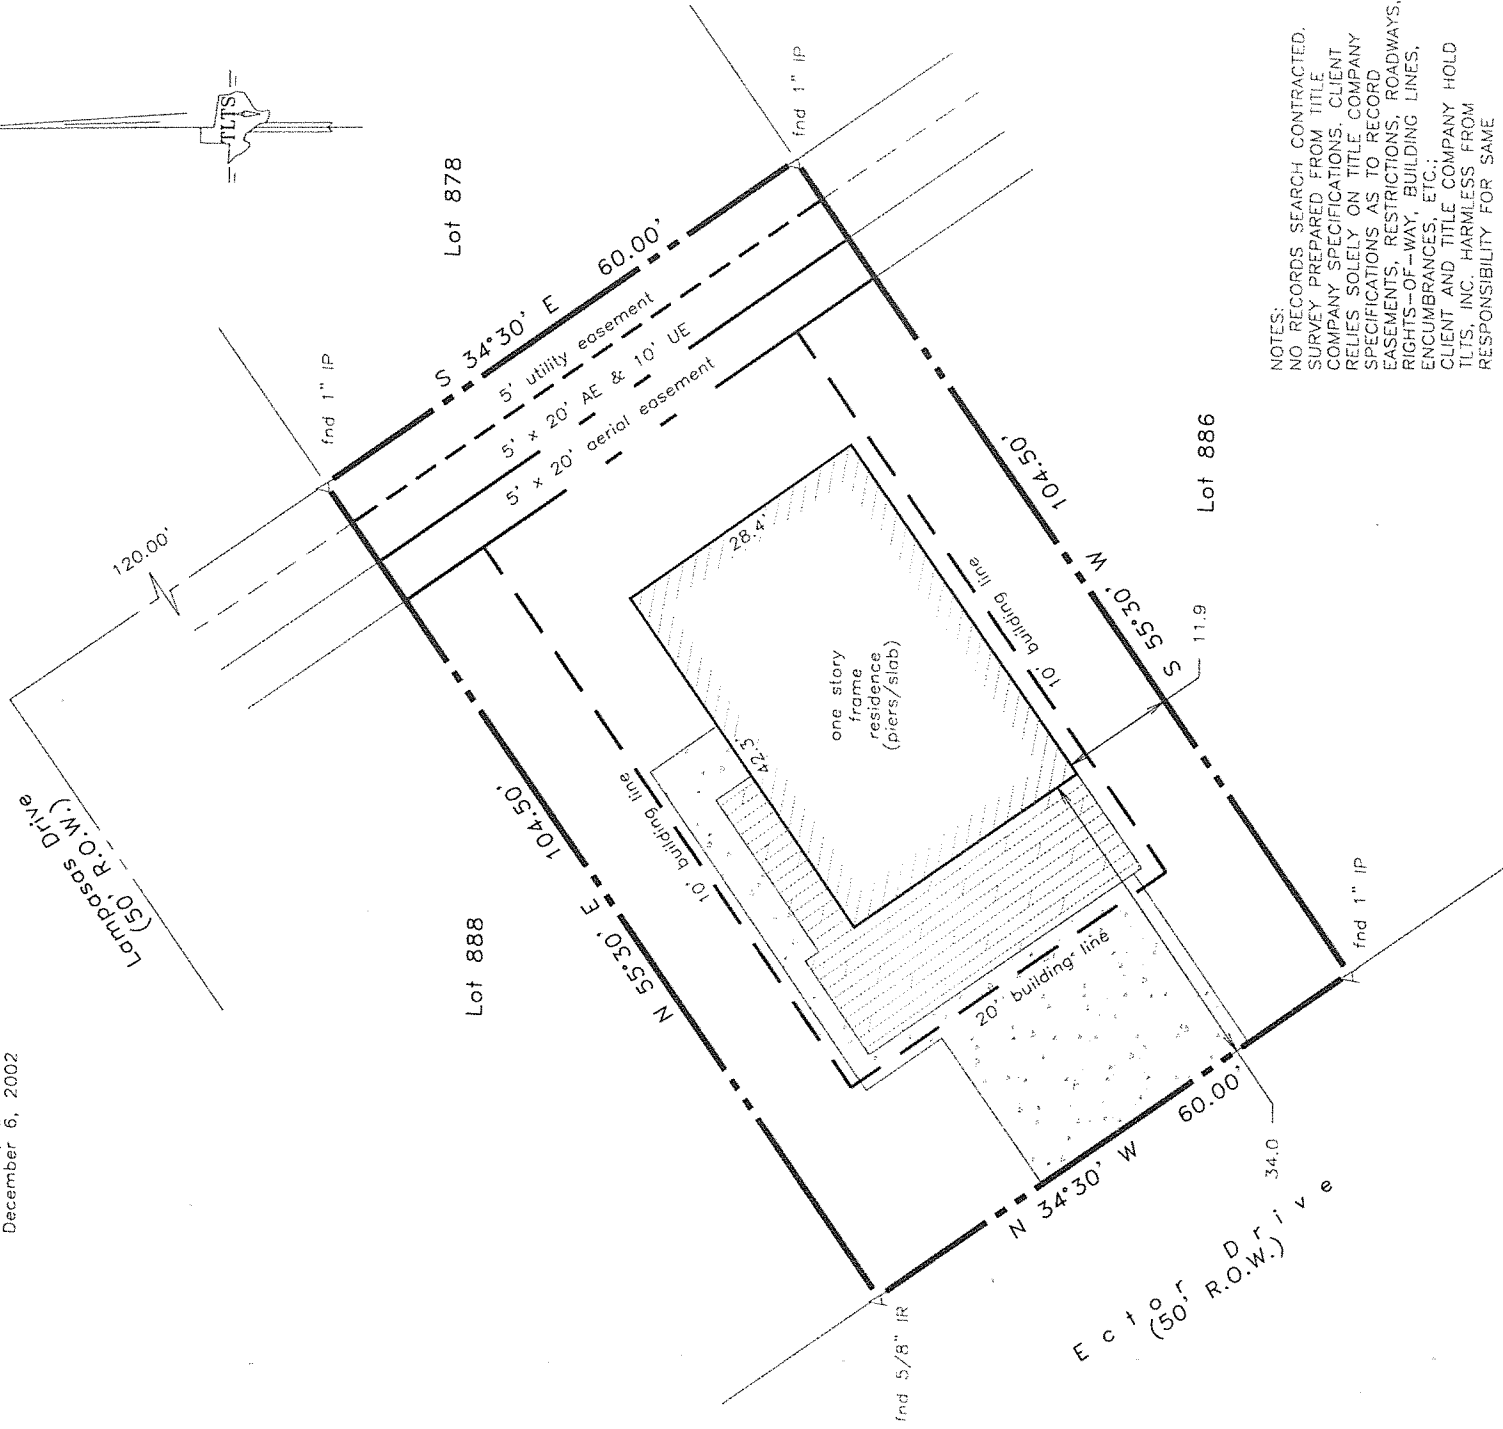 December 6, 2002
TLTS
Lampasas Drive
(50' R.O.W.)
120.00'
fnd 1" IP
fnd 1" IP
Lot 878
S 34°30' E
60.00'
5' utility easement
5' x 20' AE & 10' UE
5' x 20' aerial easement
Lot 888
N 55°30' E
104.50'
10' building line
42.3'
28.4'
one story
frame
residence
(piers/slab)
10' building line
S 55°30' W
104.50'
Lot 886
11.9
20' building line
N 34°30' W
60.00'
34.0
fnd 5/8" IR
fnd 1" IP
Ector Drive
(50' R.O.W.)
NOTES:
NO RECORDS SEARCH CONTRACTED.
SURVEY PREPARED FROM TITLE
COMPANY SPECIFICATIONS. CLIENT
RELIES SOLELY ON TITLE COMPANY
SPECIFICATIONS AS TO RECORD
EASEMENTS, RESTRICTIONS, ROADWAYS,
RIGHTS-OF-WAY, BUILDING LINES,
ENCUMBRANCES, ETC.;
CLIENT AND TITLE COMPANY HOLD
TLTS, INC. HARMLESS FROM
RESPONSIBILITY FOR SAME